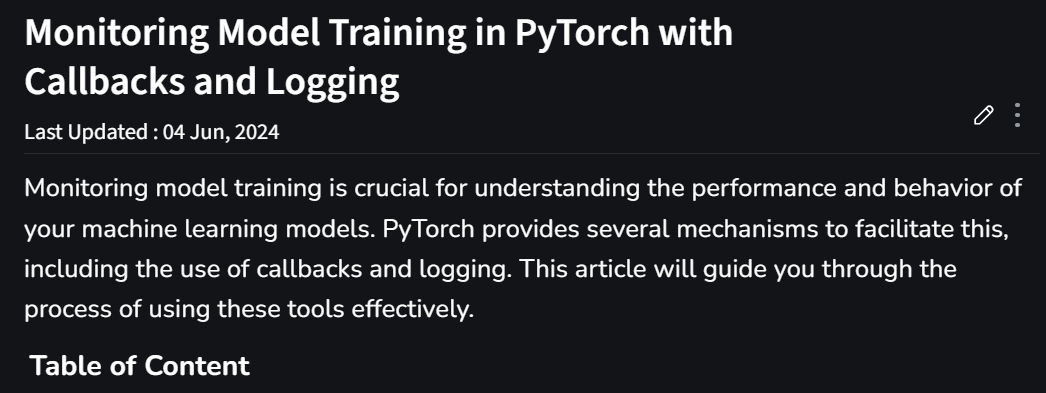 Monitoring Model Training in PyTorch with
Callbacks and Logging
Last Updated : 04 Jun, 2024
Monitoring model training is crucial for understanding the performance and behavior of
your machine learning models. PyTorch provides several mechanisms to facilitate this,
including the use of callbacks and logging. This article will guide you through the
process of using these tools effectively.
Table of Content